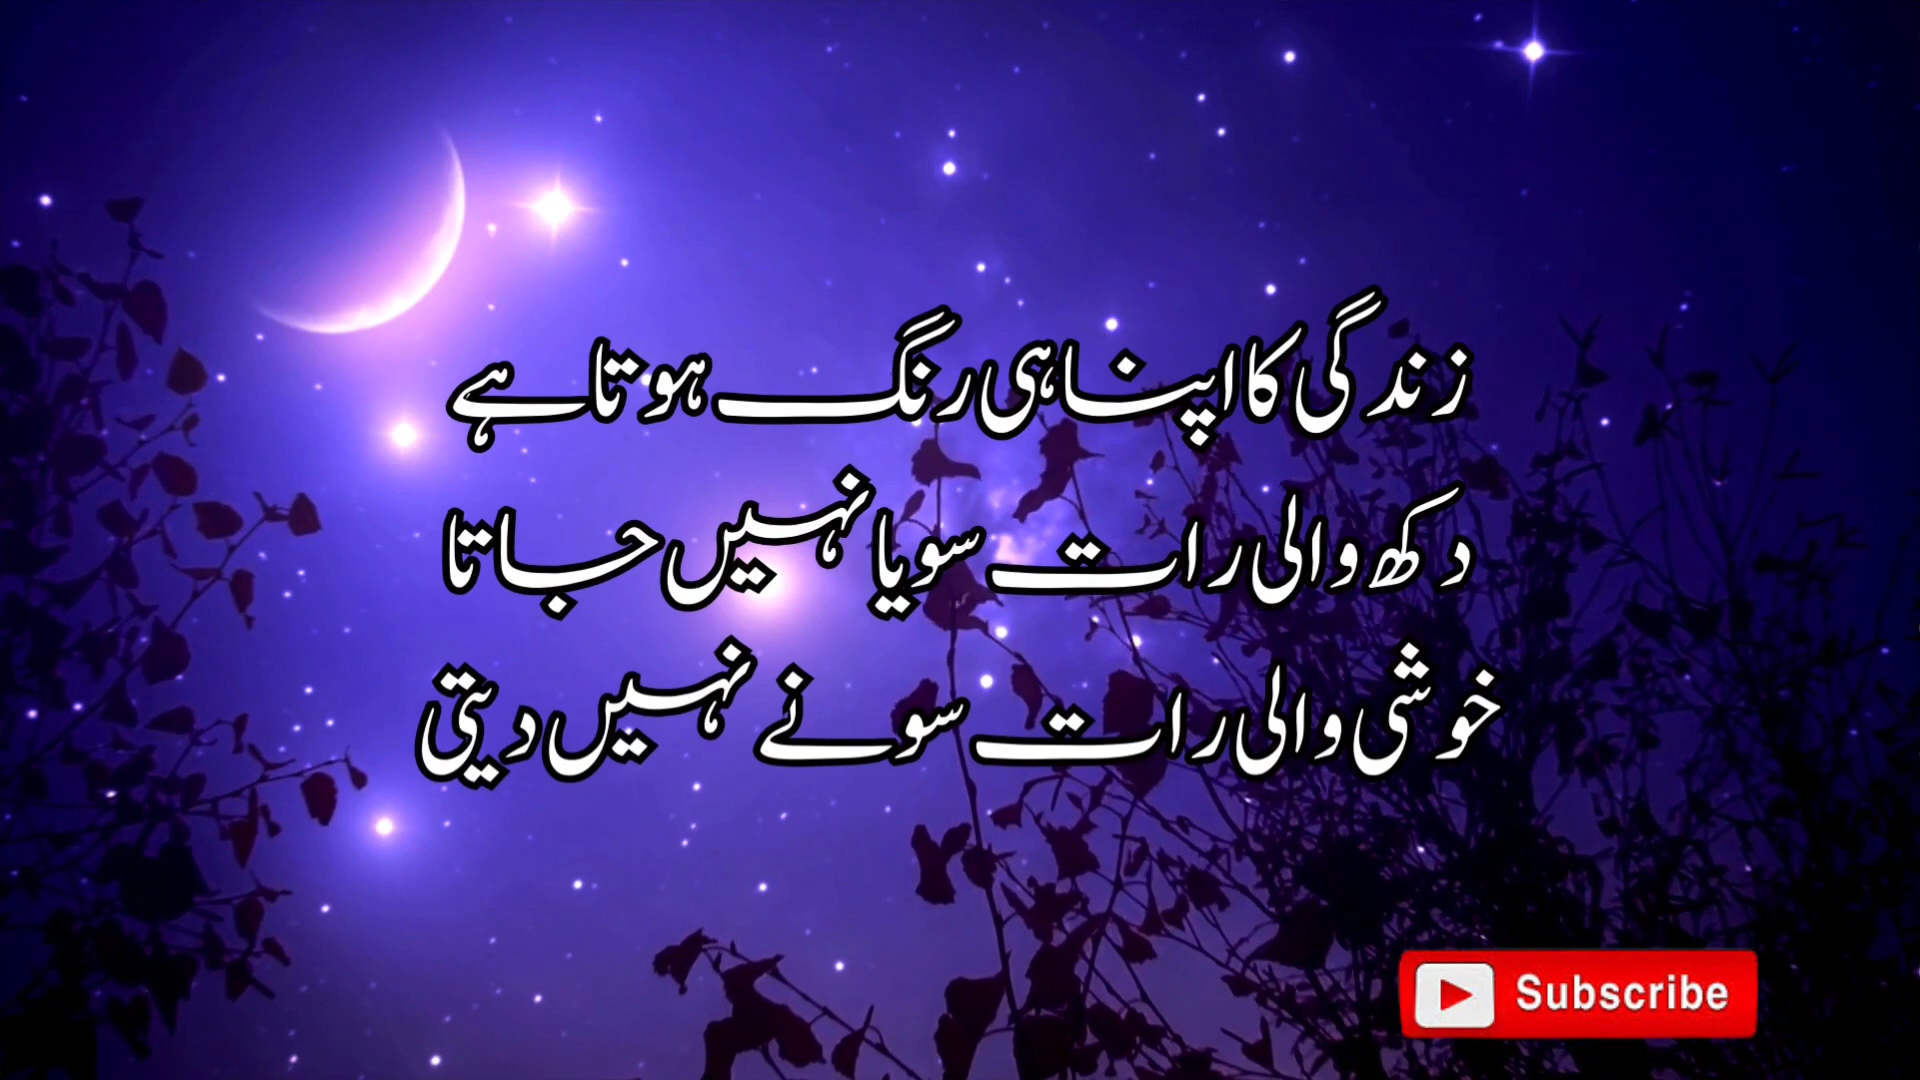 زندگی کا اپنا ہی رنگ ہوتا ہے
دکھ والی رات سویا نہیں جاتا
خوشی والی رات سونے نہیں دیتی
Subscribe